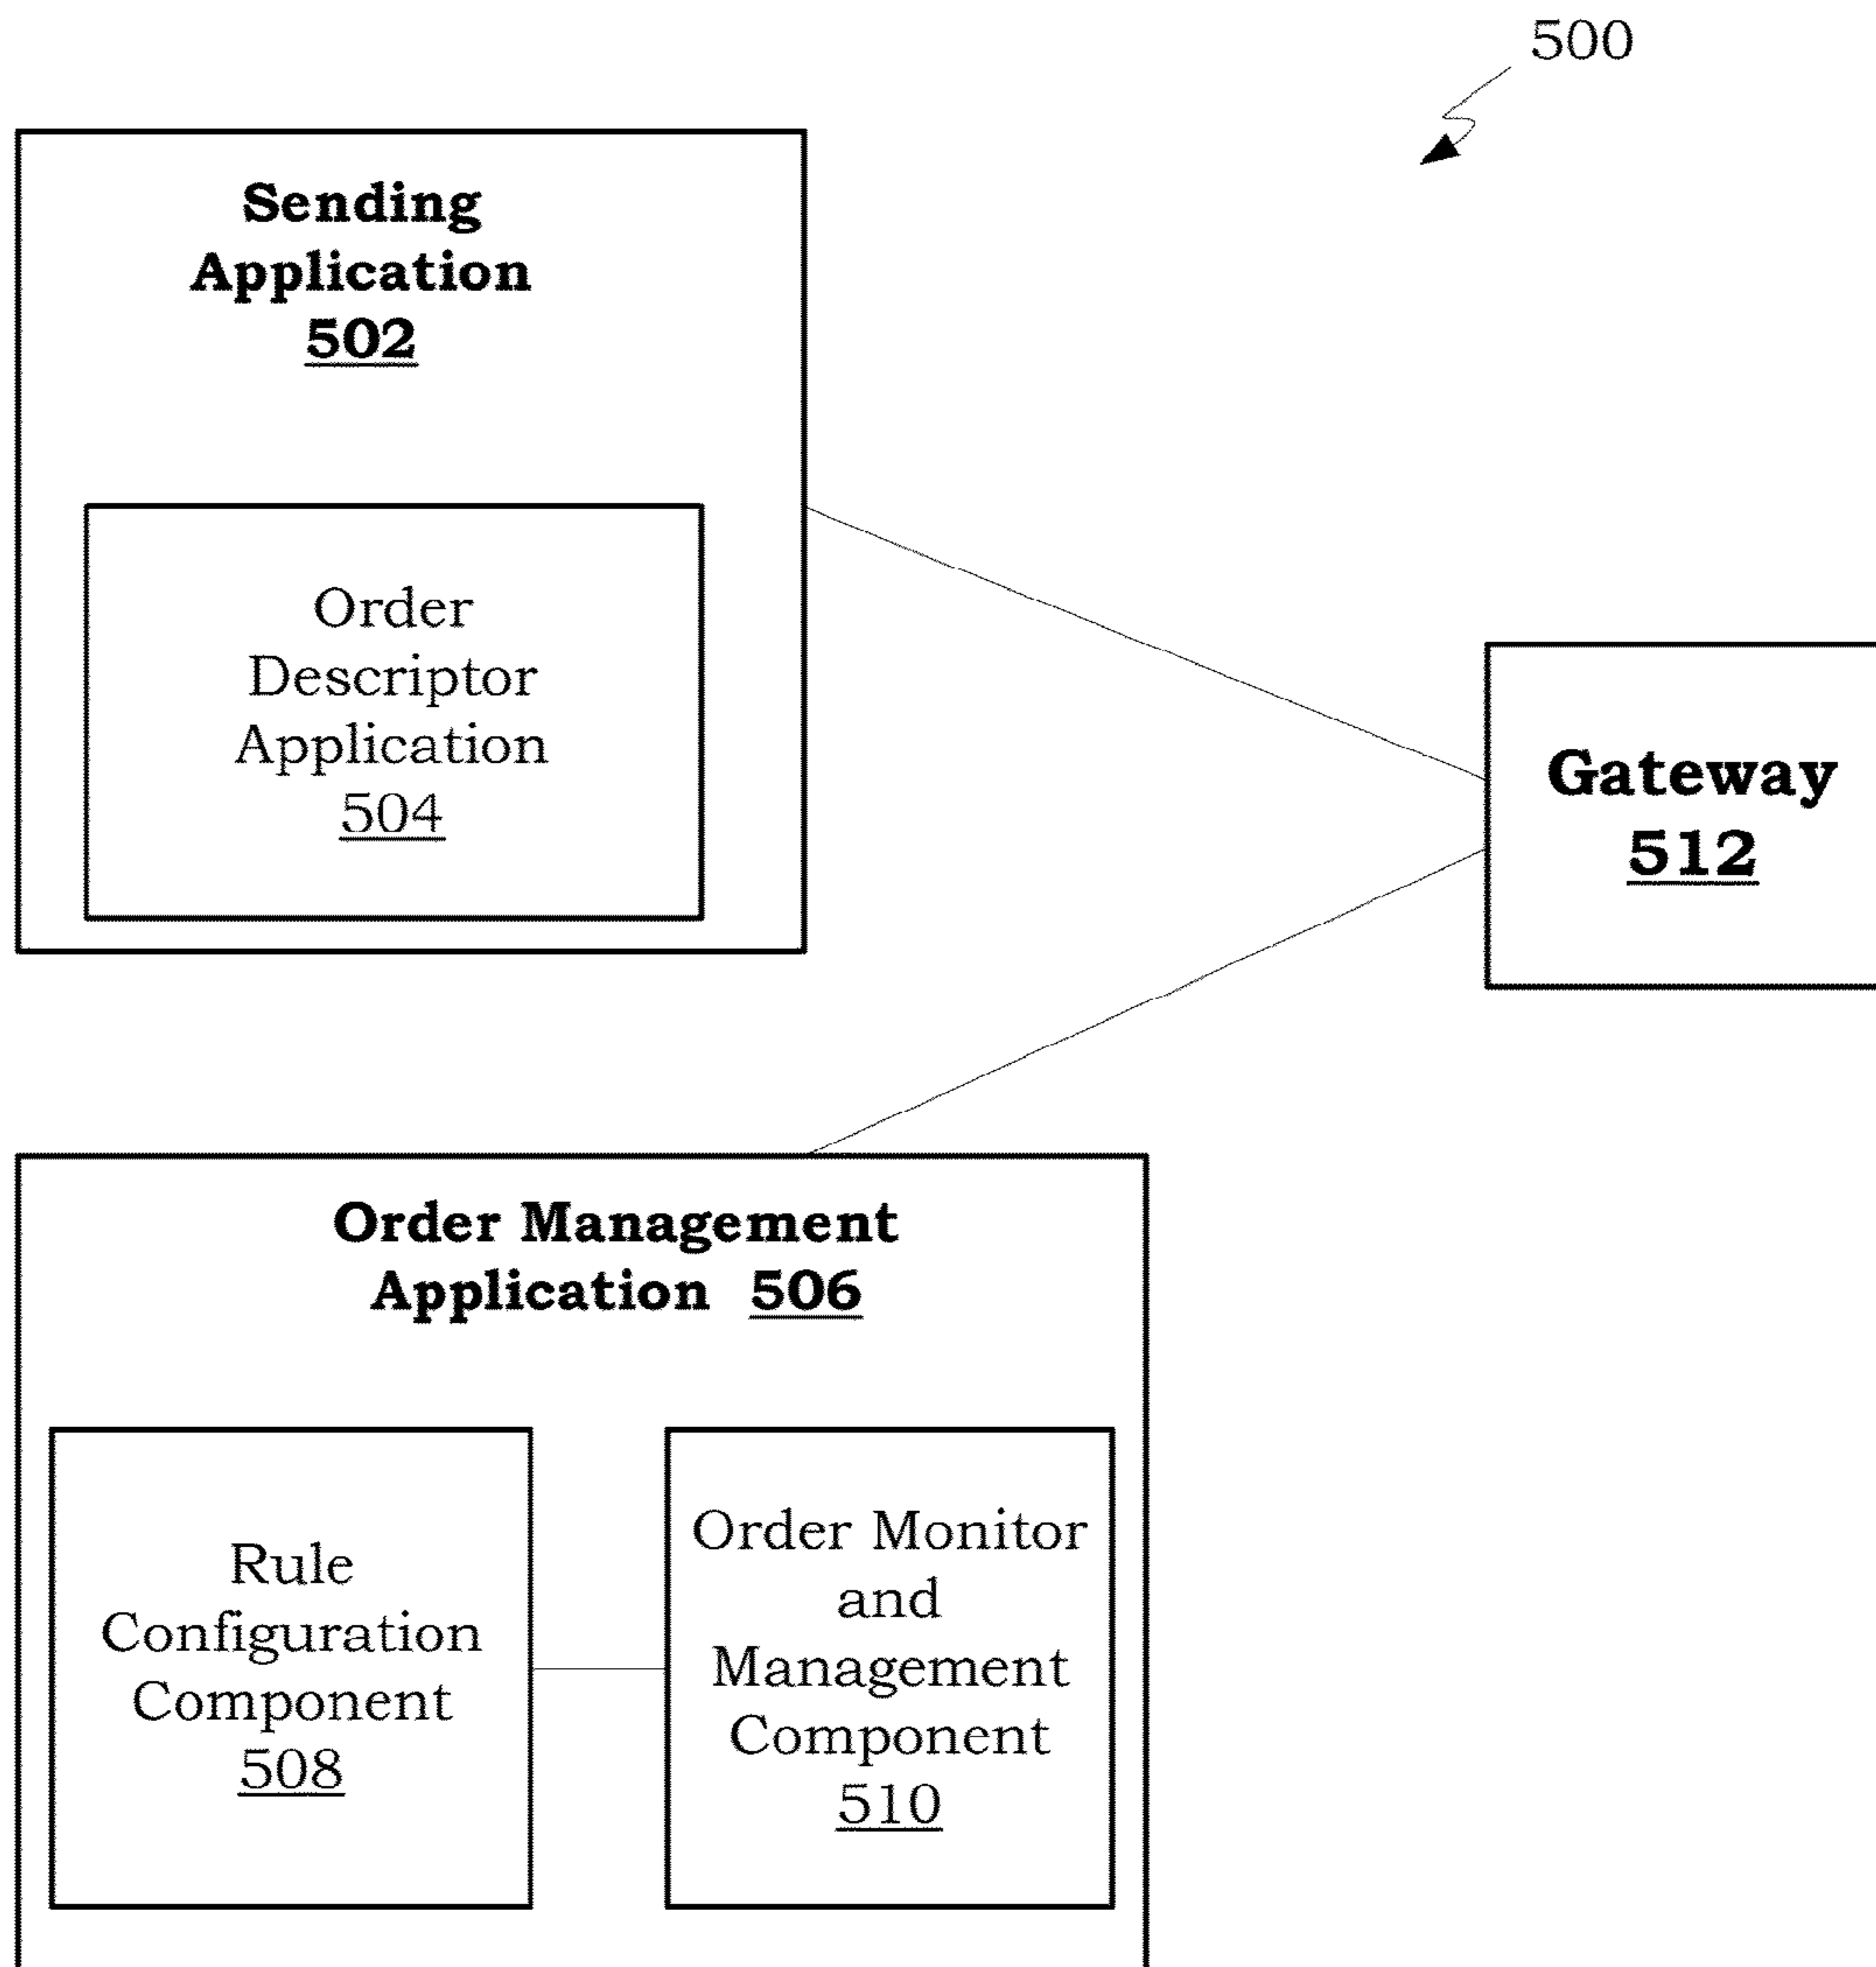 500
Sending
Application
502
Order
Descriptor
Application
504
Gateway
512
Order Management
Application 506
Rule
Configuration
Component
508
Order Monitor
and
Management
Component
510